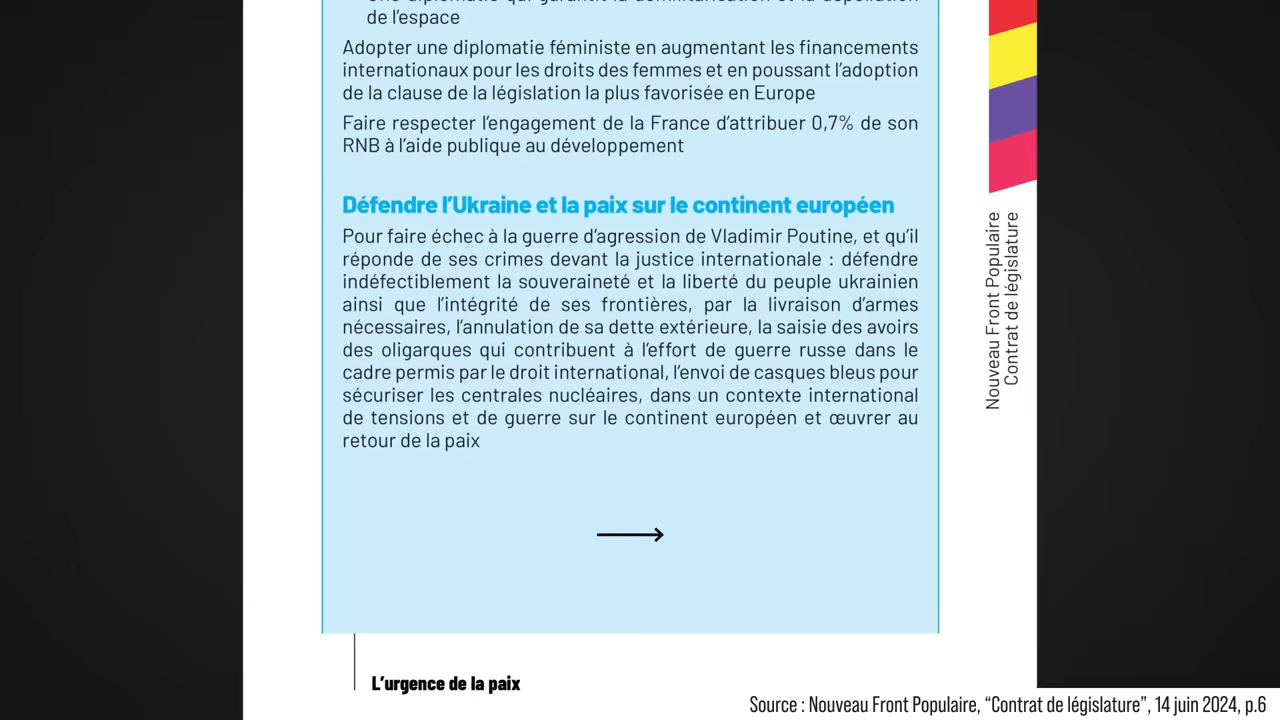 Une diplomatie qui garantit la démilitarisation et la dépollution
de l’espace
Adopter une diplomatie féministe en augmentant les financements
internationaux pour les droits des femmes et en poussant l’adoption
de la clause de la législation la plus favorisée en Europe
Faire respecter l’engagement de la France d’attribuer 0,7% de son
RNB à l’aide publique au développement
Défendre l’Ukraine et la paix sur le continent européen
Pour faire échec à la guerre d’agression de Vladimir Poutine, et qu’il
réponde de ses crimes devant la justice internationale : défendre
indéfectiblement la souveraineté et la liberté du peuple ukrainien
ainsi que l’intégrité de ses frontières, par la livraison d’armes
nécessaires, l’annulation de sa dette extérieure, la saisie des avoirs
des oligarques qui contribuent à l’effort de guerre russe dans le
cadre permis par le droit international, l’envoi de casques bleus pour
sécuriser les centrales nucléaires, dans un contexte international
de tensions et de guerre sur le continent européen et œuvrer au
retour de la paix
L’urgence de la paix
Nouveau Front Populaire
Contrat de législature
Source : Nouveau Front Populaire, “Contrat de législature”, 14 juin 2024, p.6